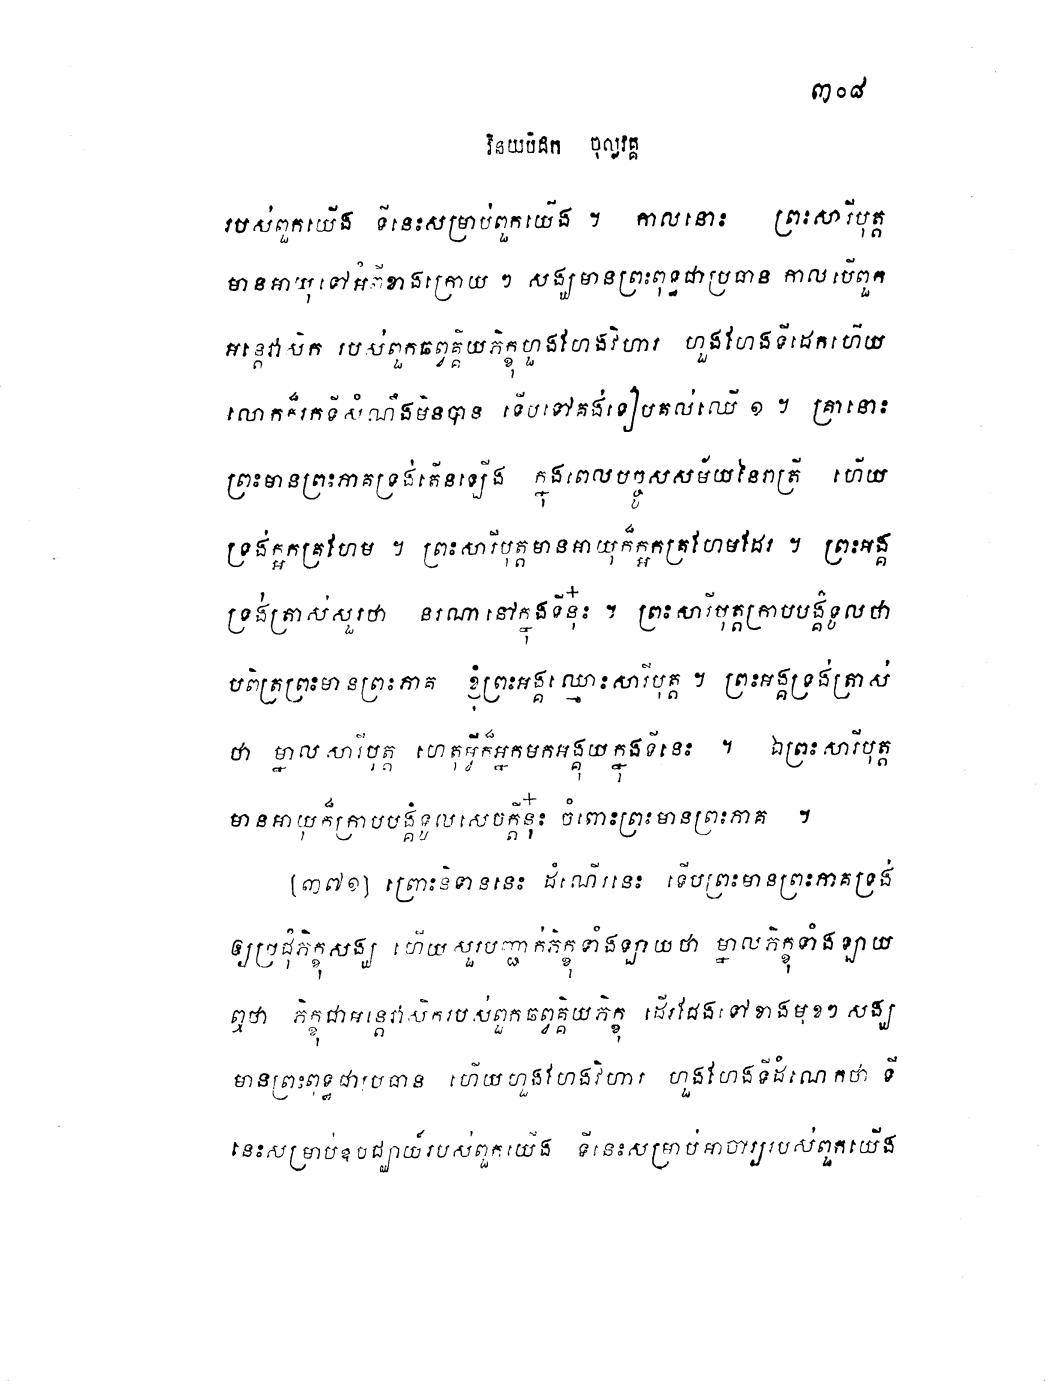 ៣០៨
វិនយបិដក ចុល្លវគ្គ
របស់ពួកយើង ទីនេះសម្រាប់ពួកយើង ។ កាលនោះ ព្រះសារីបុត្ត
មានអាយុទៅអំពីខាងក្រោយ ៗ សង្ឃមានព្រះពុទ្ធជាប្រធាន កាលបើពួក
អន្តេវាសិក របស់ពួកឆព្វគ្គិយភិក្ខុហួងហែងវិហារ ហួងហែងទីដេកហើយ
លោកក៏រកទីសំណឹងមិនបាន ទើបទៅគង់ទៀបគល់ឈើ ១ ។ គ្រានោះ
ព្រះមានព្រះភាគទ្រង់តើនឡើង ក្នុងពេលបច្ចូសសម័យនៃរាត្រី ហើយ
ទ្រង់ក្អកគ្រហែម ។ ព្រះសារីបុត្តមានអាយុក៏ក្អកគ្រហែមដែរ ។ ព្រះអង្គ
ទ្រង់ត្រាស់សួរថា នរណានៅក្នុងទីនុ៎ះ ។ ព្រះសារីបុត្តក្រាបបង្គំទូលថា
បពិត្រព្រះមានព្រះភាគ ខ្ញុំព្រះអង្គឈ្មោះសារីបុត្ត ។ ព្រះអង្គទ្រង់ត្រាស់
ថា ម្នាលសារីបុត្ត ហេតុអ្វីក៏អ្នកមកអង្គុយក្នុងទីនេះ ។ ឯព្រះសារីបុត្ត
មានអាយុក៏ក្រាបបង្គំទូលសេចក្តីនុ៎ះ ចំពោះព្រះមានព្រះភាគ ។
(៣៧១) ព្រោះនិទាននេះ ដំណើរនេះ ទើបព្រះមានព្រះភាគទ្រង់
ឲ្យប្រជុំភិក្ខុសង្ឃ ហើយសួរបញ្ជាក់ភិក្ខុទាំងឡាយថា ម្នាលភិក្ខុទាំងឡាយ
ឮថា ភិក្ខុជាអន្តេវាសិករបស់ពួកឆព្វគ្គិយភិក្ខុ ដើរដែងទៅខាងមុខៗ សង្ឃ
មានព្រះពុទ្ធជាប្រធាន ហើយហួងហែងវិហារ ហួងហែងទីដំណេកថា ទី
នេះសម្រាប់ឧបជ្ឈាយ៍របស់ពួកយើង ទីនេះសម្រាប់អាចារ្យរបស់ពួកយើង